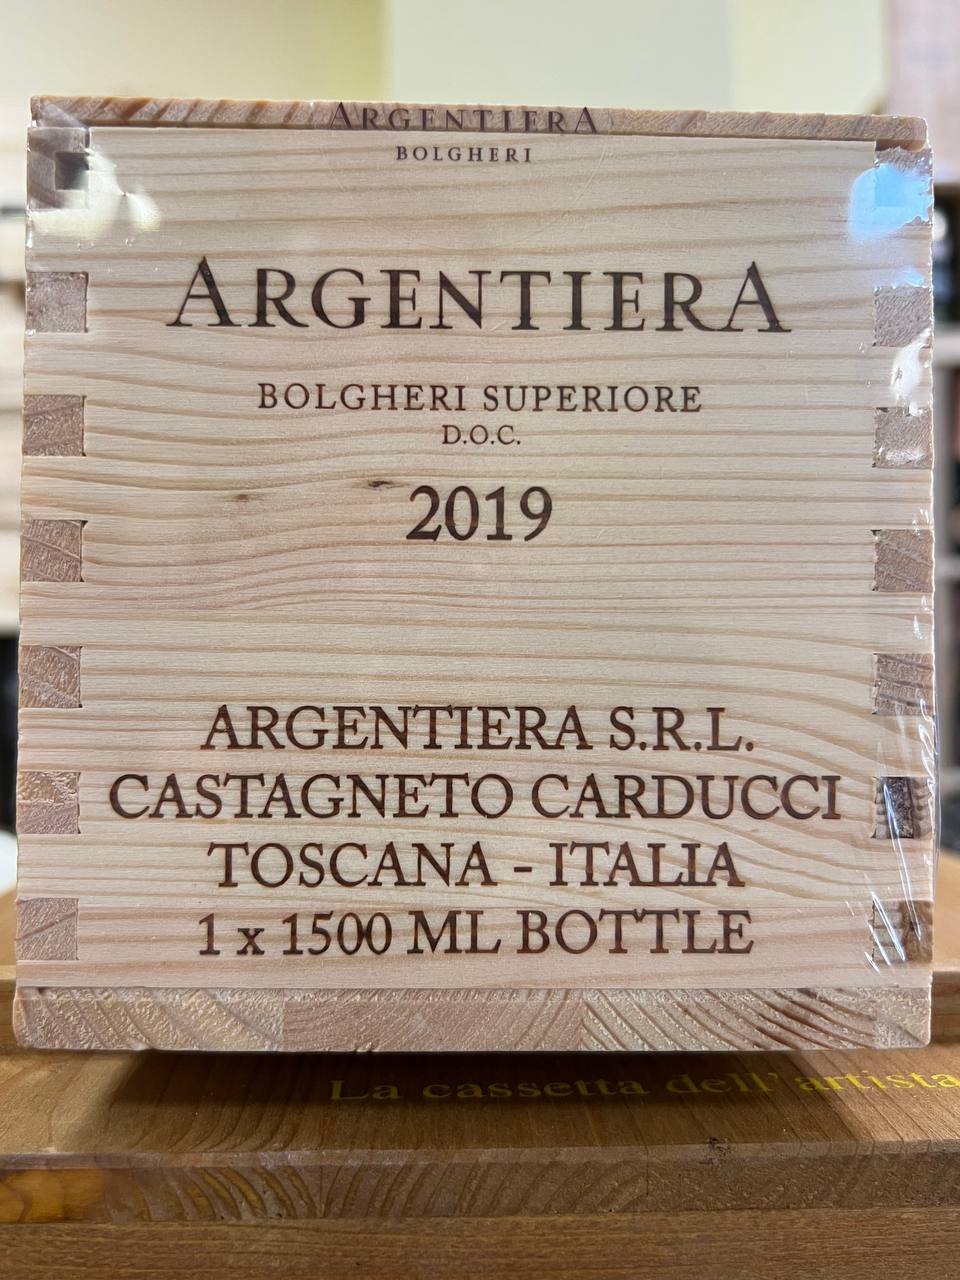 ARGENTIERA
BOLGHERI
ARGENTIERA
BOLGHERI SUPERIORE
D.O.C.
2019
ARGENTIERA S.R.L.
CASTAGNETO CARDUCCI
TOSCANA - ITALIA
1 x 1500 ML BOTTLE
La cassetta dell' artista